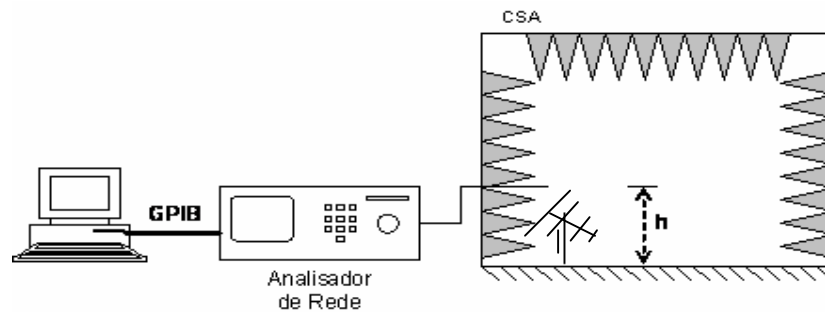 CSA
GPIB
h
Analisador
de Rede